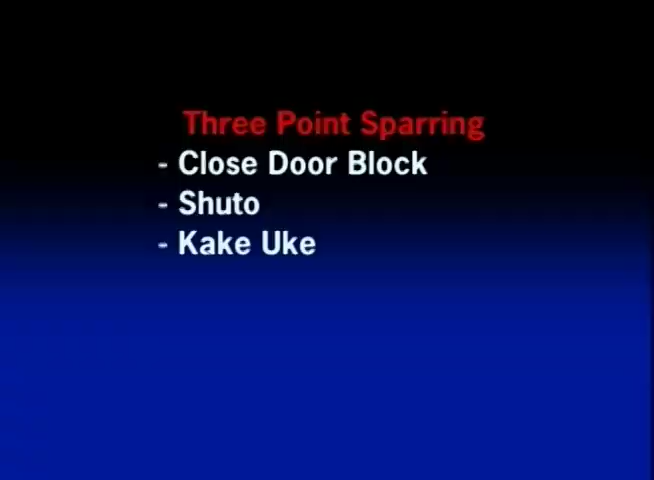 Three Point Sparring
- Close Door Block
- Shuto
- Kake Uke